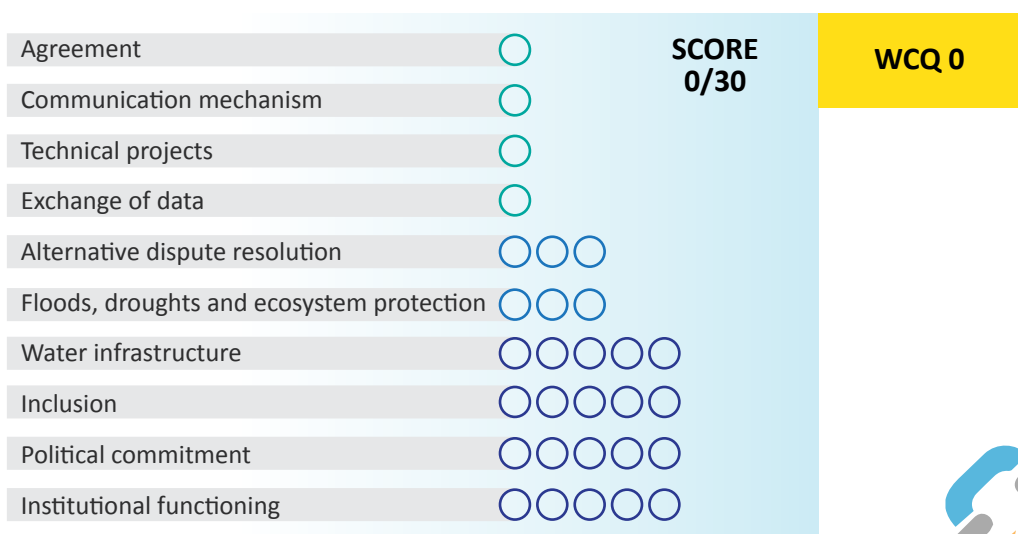 Agreement
SCORE
0/30
WCQ 0
Communication mechanism
Technical projects
Exchange of data
Alternative dispute resolution
Floods, droughts and ecosystem protection
Water infrastructure
Inclusion
Political commitment
Institutional functioning